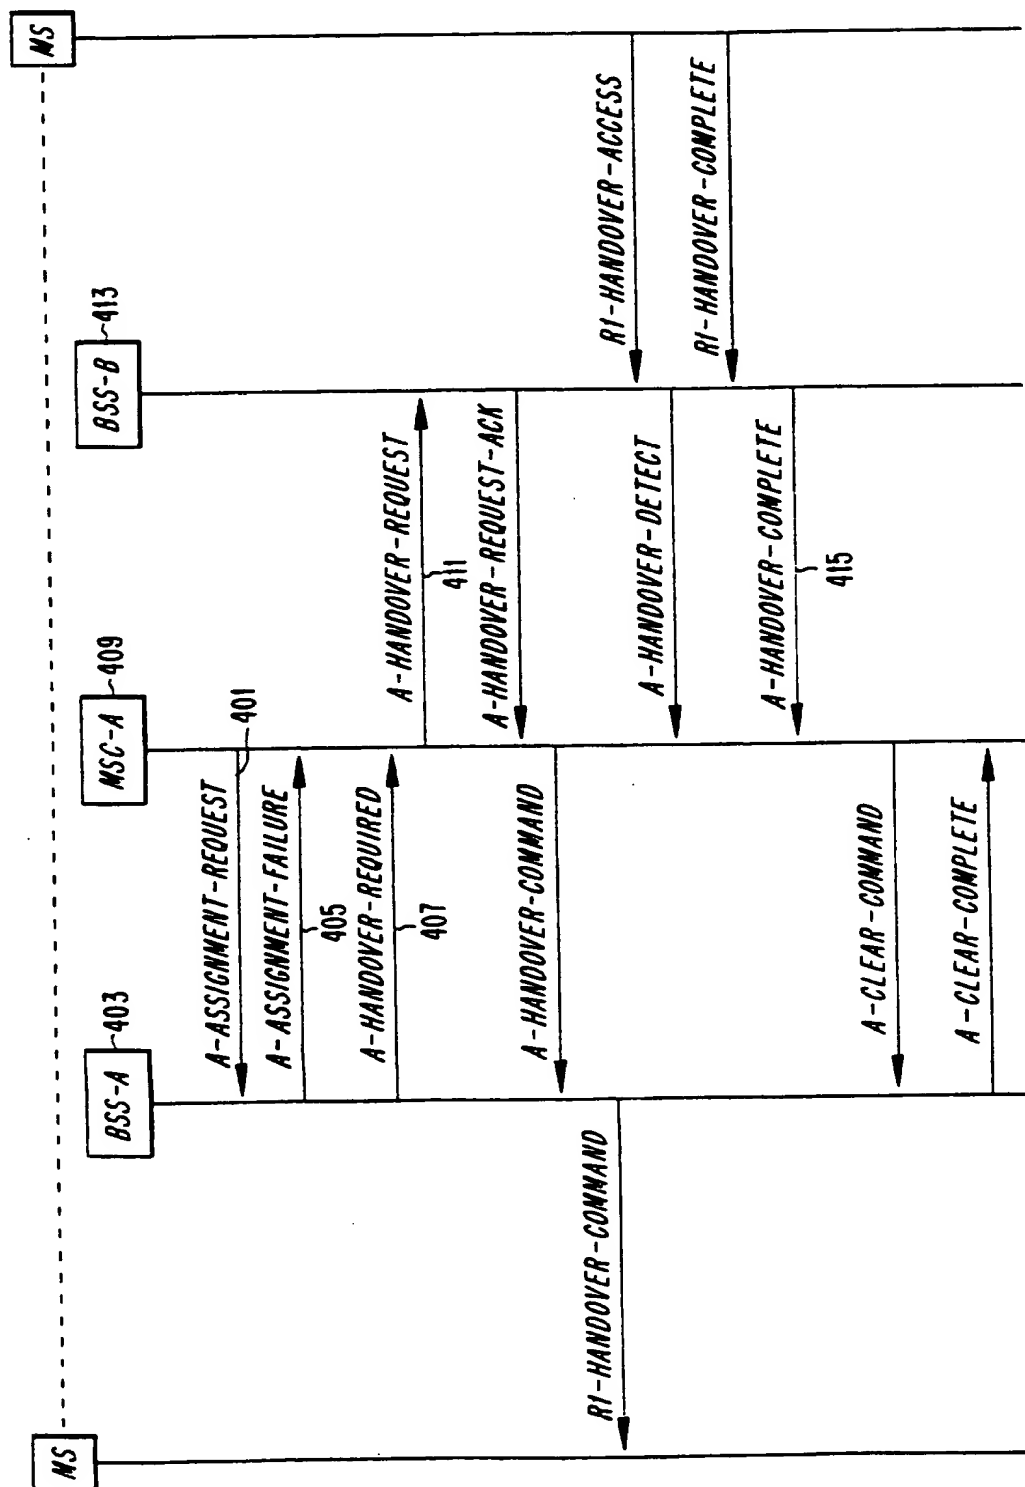 MS
BSS-A
403
MSC-A
409
BSS-B
413
MS
A-ASSIGNMENT-REQUEST
401
A-ASSIGNMENT-FAILURE
405
A-HANDOVER-REQUIRED
407
A-HANDOVER-REQUEST
411
A-HANDOVER-REQUEST-ACK
A-HANDOVER-COMMAND
R1-HANDOVER-COMMAND
R1-HANDOVER-ACCESS
A-HANDOVER-DETECT
R1-HANDOVER-COMPLETE
A-HANDOVER-COMPLETE
415
A-CLEAR-COMMAND
A-CLEAR-COMPLETE